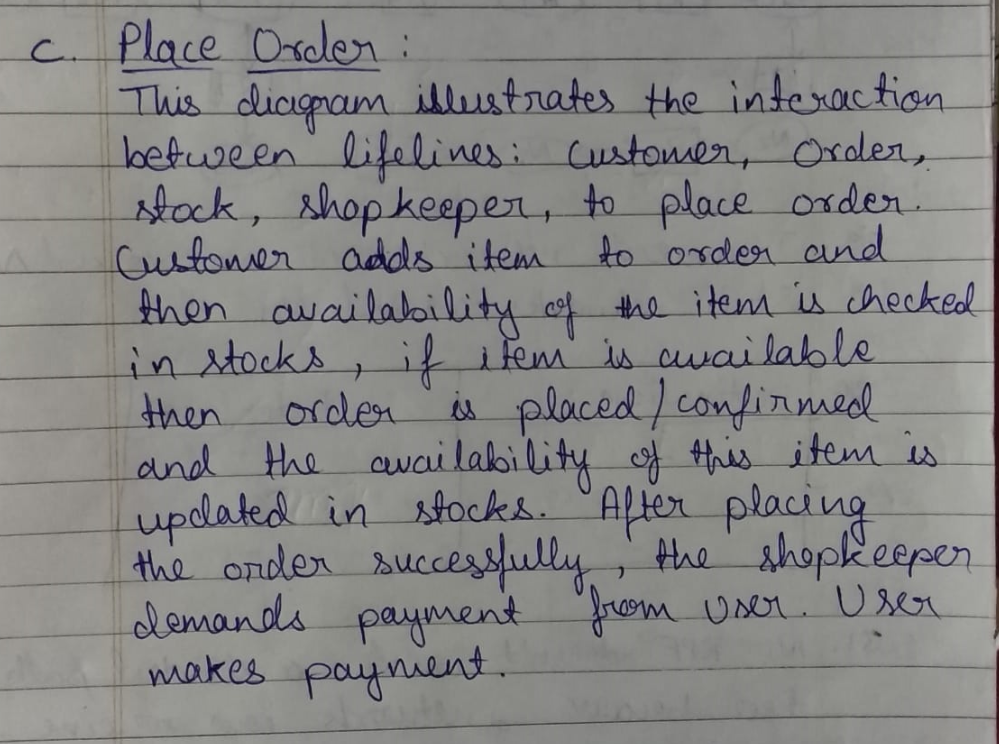 c. Place Order :
This diagram illustrates the interaction
between lifelines: Customer, Order,
stock, shopkeeper, to place order.
Customer adds item to order and
then availability of the item is checked
in stocks, if item is available
then order is placed/confirmed
and the availability of this item is
updated in stocks. After placing
the order successfully, the shopkeeper
demands payment from User. User
makes payment.